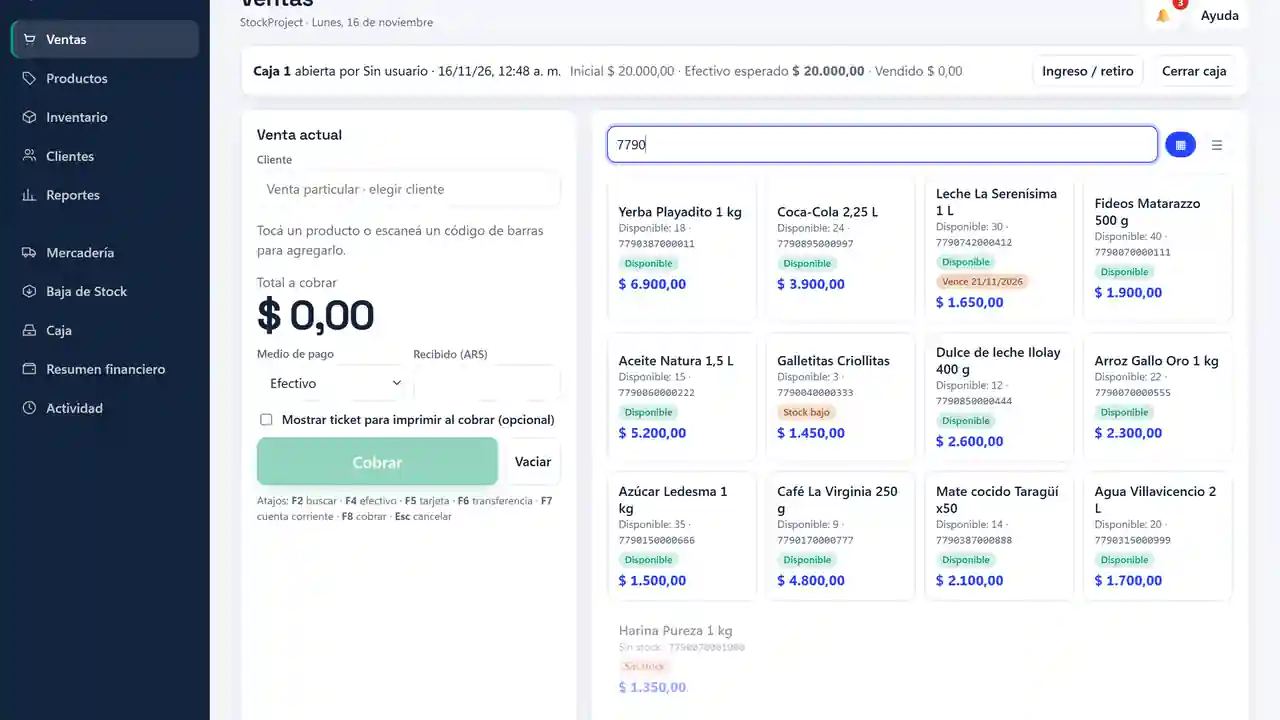 Ventas
StockProject · Lunes, 16 de noviembre
3
Ayuda
Ventas
Productos
Inventario
Clientes
Reportes
Mercadería
Baja de Stock
Caja
Resumen financiero
Actividad
Caja 1 abierta por Sin usuario · 16/11/26, 12:48 a. m. Inicial $ 20.000,00 · Efectivo esperado $ 20.000,00 · Vendido $ 0,00
Ingreso / retiro
Cerrar caja
Venta actual
Cliente
Venta particular · elegir cliente
Tocá un producto o escaneá un código de barras
para agregarlo.
Total a cobrar
$ 0,00
Medio de pago
Recibido (ARS)
Efectivo
Mostrar ticket para imprimir al cobrar (opcional)
Cobrar
Vaciar
Atajos: F2 buscar · F4 efectivo · F5 tarjeta · F6 transferencia · F7
cuenta corriente · F8 cobrar · Esc cancelar
7790
Yerba Playadito 1 kg
Disponible: 18 ·
7790387000011
Disponible
$ 6.900,00
Coca-Cola 2,25 L
Disponible: 24 ·
7790895000997
Disponible
$ 3.900,00
Leche La Serenísima
1 L
Disponible: 30 ·
7790742000412
Disponible
Vence 21/11/2026
$ 1.650,00
Fideos Matarazzo
500 g
Disponible: 40 ·
7790070000111
Disponible
$ 1.900,00
Aceite Natura 1,5 L
Disponible: 15 ·
7790060000222
Disponible
$ 5.200,00
Galletitas Criollitas
Disponible: 3 ·
7790040000333
Stock bajo
$ 1.450,00
Dulce de leche Ilolay
400 g
Disponible: 12 ·
7790850000444
Disponible
$ 2.600,00
Arroz Gallo Oro 1 kg
Disponible: 22 ·
7790070000555
Disponible
$ 2.300,00
Azúcar Ledesma 1
kg
Disponible: 35 ·
7790150000666
Disponible
$ 1.500,00
Café La Virginia 250
g
Disponible: 9 ·
7790170000777
Disponible
$ 4.800,00
Mate cocido Taragüí
x50
Disponible: 14 ·
7790387000888
Disponible
$ 2.100,00
Agua Villavicencio 2
L
Disponible: 20 ·
7790315000999
Disponible
$ 1.700,00
Harina Pureza 1 kg
Sin stock ·
Sin stock
$ 1.350,00